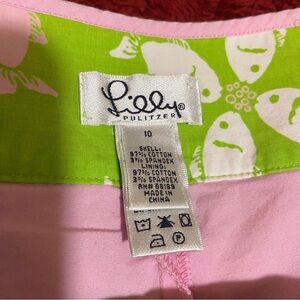 Lilly®
PULITZER
10
SHELL:
97% COTTON
3% SPANDEX
LINING:
97% COTTON
3% SPANDEX
RN# 88189
MADE IN
CHINA
P